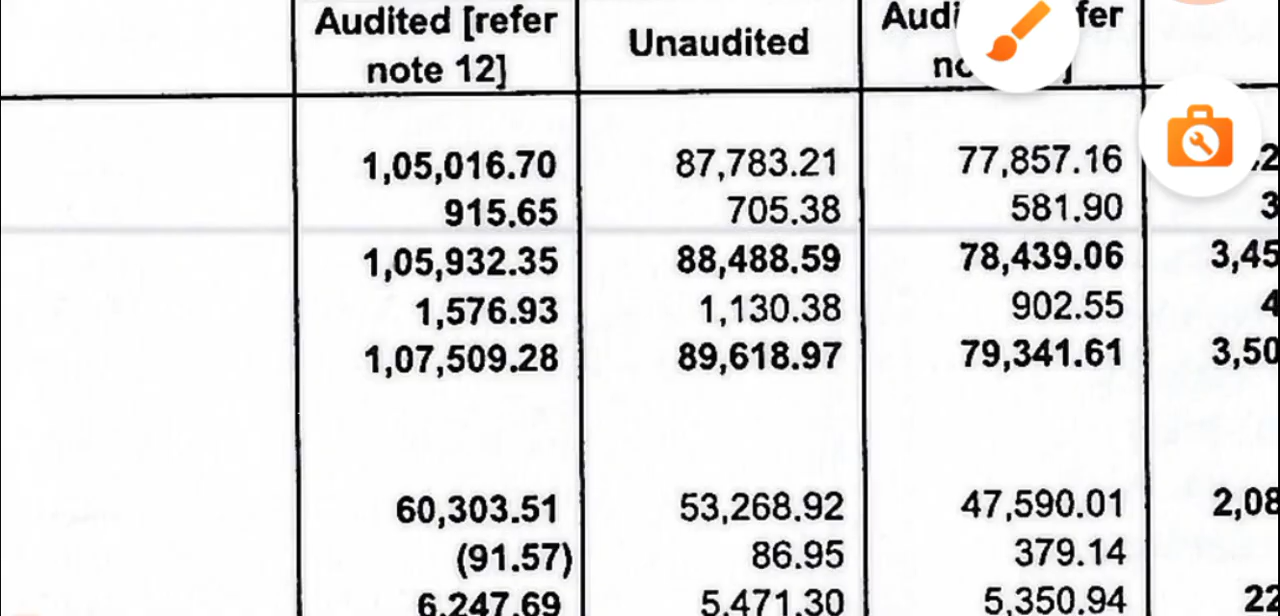 Audited [refer note 12] Unaudited
1,05,016.70 87,783.21 77,857.16
915.65 705.38 581.90
1,05,932.35 88,488.59 78,439.06
1,576.93 1,130.38 902.55
1,07,509.28 89,618.97 79,341.61
60,303.51 53,268.92 47,590.01
(91.57) 86.95 379.14
6,247.69 5,471.30 5,350.94